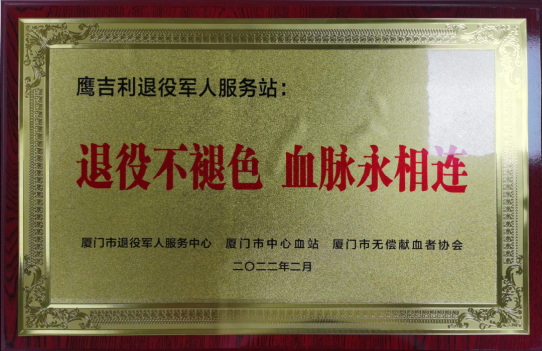 鹰吉利退役军人服务站：
退役不褪色 血脉永相连
厦门市退役军人服务中心 厦门市中心血站 厦门市无偿献血者协会
二〇二二年二月